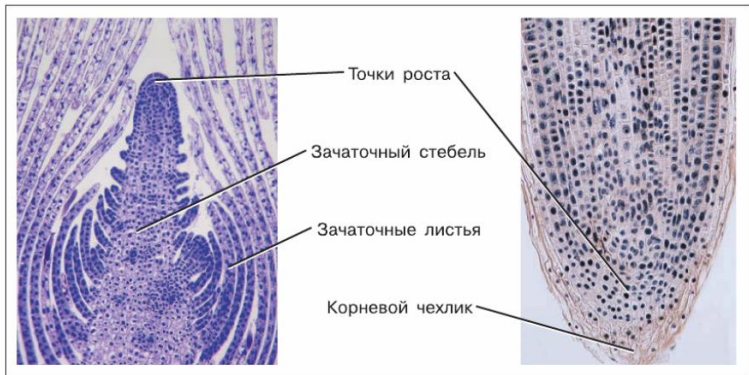 Точки роста
Зачаточный стебель
Зачаточные листья
Корневой чехлик